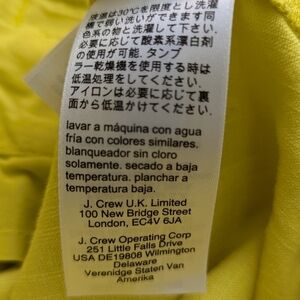 液温は30℃を限度とし洗濯
機で弱い洗いができます同
色系の物と洗濯して下さい
必要に応じて酸素系漂白剤
の使用が可能. タンブ
ラー乾燥機を使用する時は
低温処理をしてください.
アイロンは必要に応じて裏
面から低温かけてください.
lavar a máquina con agua
fría con colores similares.
blanqueador sin cloro
solamente. secado a baja
temperatura. planchar a
temperatura baja.
J. Crew U.K. Limited
100 New Bridge Street
London, EC4V 6JA
J. Crew Operating Corp
251 Little Falls Drive
USA DE19808 Wilmington
Delaware
Verenidge Staten Van
Amerika